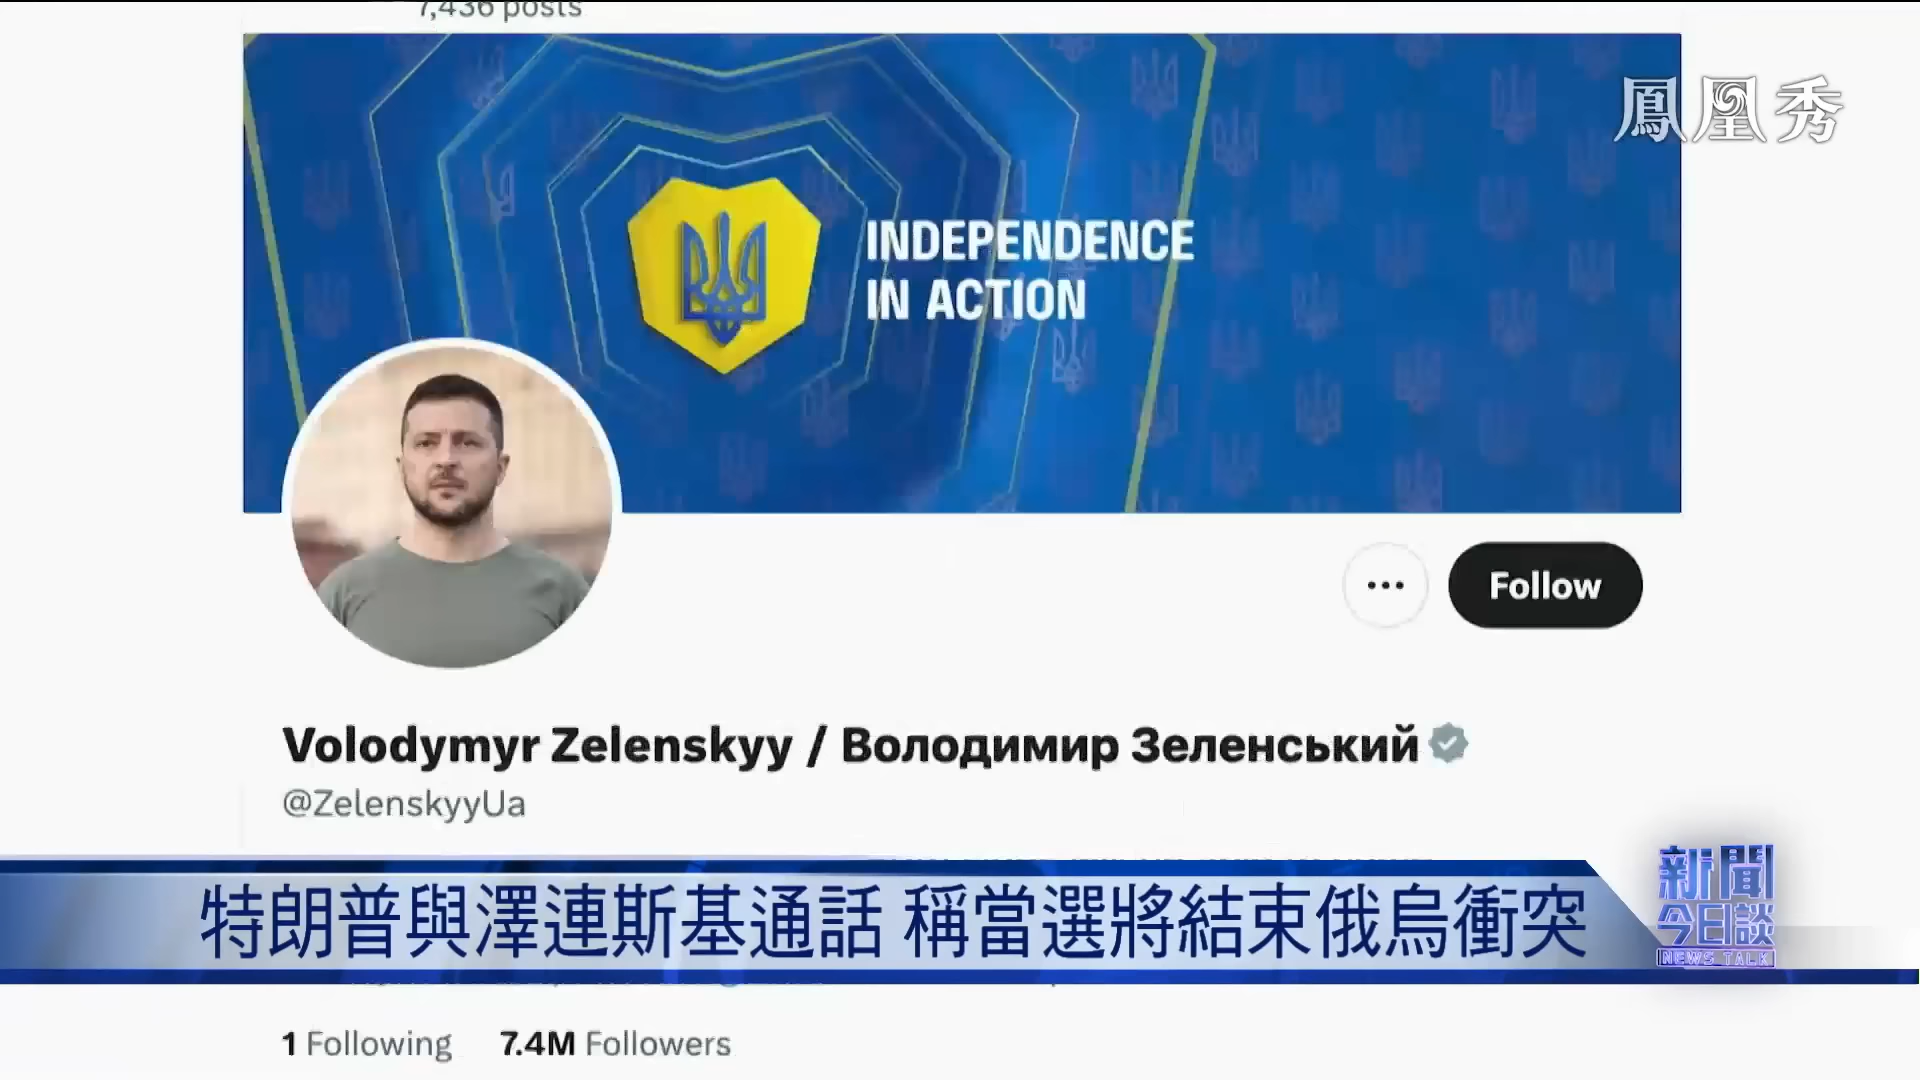 7,436 posts
鳳凰秀
INDEPENDENCE
IN ACTION
Follow
Volodymyr Zelenskyy / Володимир Зеленський
@ZelenskyyUa
特朗普與澤連斯基通話 稱當選將結束俄烏衝突
新聞
今日談
NEWS TALK
1 Following 7.4M Followers